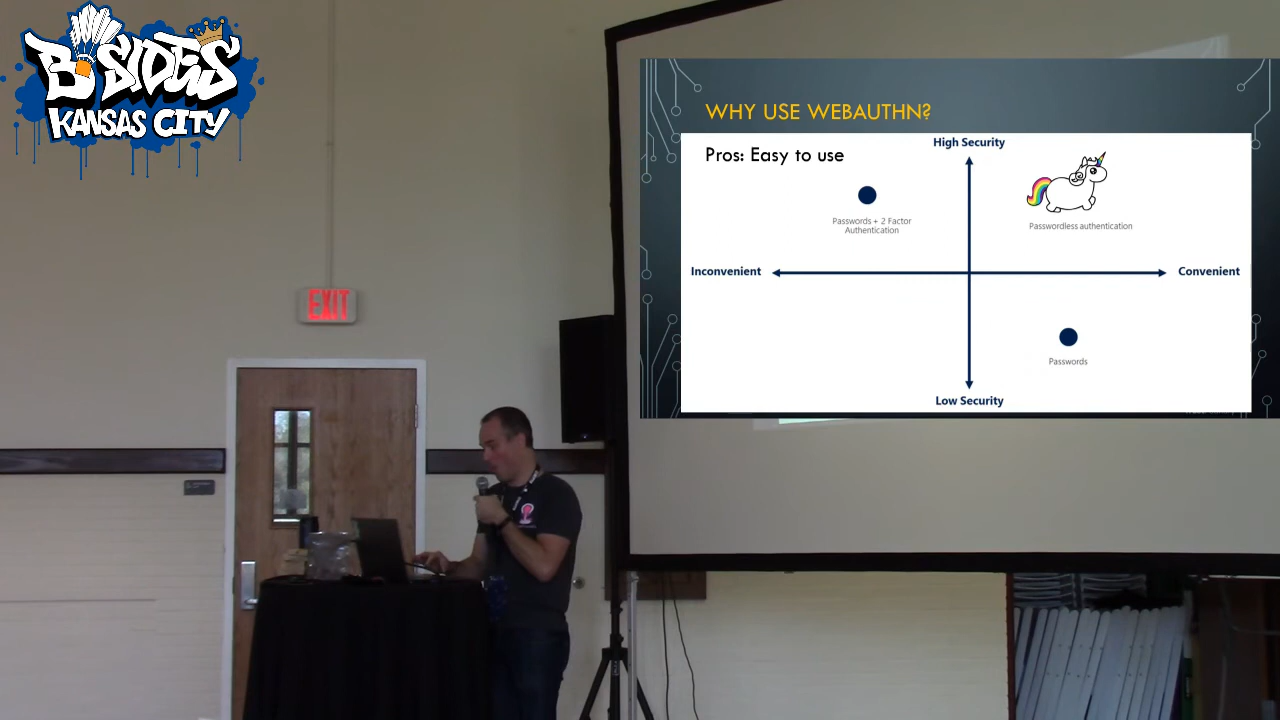 B·SIDES
KANSAS CITY
EXIT
WHY USE WEBAUTHN?
Pros: Easy to use
High Security
Passwords + 2 Factor
Authentication
Passwordless authentication
Inconvenient
Convenient
Passwords
Low Security